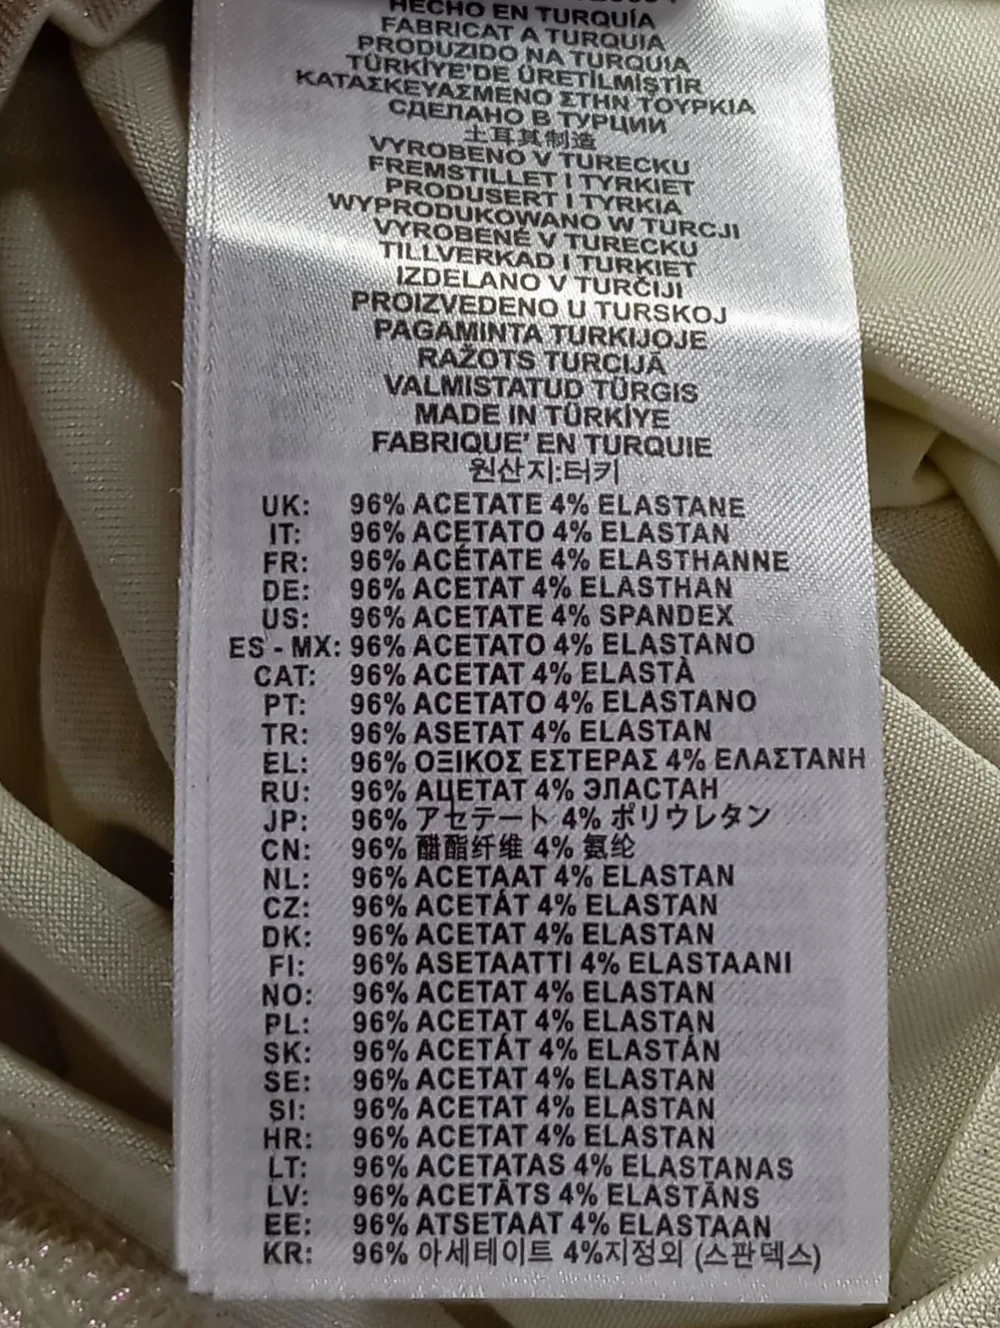 HECHO EN TURQUÍA
FABRICAT A TURQUIA
PRODUZIDO NA TURQUIA
TÜRKİYE'DE ÜRETİLMİŞTİR
ΚΑΤΑΣΚΕΥΑΣΜΕΝΟ ΣΤΗΝ ΤΟΥΡΚΙΑ
СДЕЛАНО В ТУРЦИИ
土耳其制造
VYROBENO V TURECKU
FREMSTILLET I TYRKIET
PRODUSERT I TYRKIA
WYPRODUKOWANO W TURCJI
VYROBENÉ V TURECKU
TILLVERKAD I TURKIET
IZDELANO V TURČIJI
PROIZVEDENO U TURSKOJ
PAGAMINTA TURKIJOJE
RAŽOTS TURCIJĀ
VALMISTATUD TÜRGIS
MADE IN TÜRKİYE
FABRIQUE' EN TURQUIE
원산지:터키
UK: 96% ACETATE 4% ELASTANE
IT: 96% ACETATO 4% ELASTAN
FR: 96% ACÉTATE 4% ELASTHANNE
DE: 96% ACETAT 4% ELASTHAN
US: 96% ACETATE 4% SPANDEX
ES - MX: 96% ACETATO 4% ELASTANO
CAT: 96% ACETAT 4% ELASTÀ
PT: 96% ACETATO 4% ELASTANO
TR: 96% ASETAT 4% ELASTAN
EL: 96% ΟΞΙΚΟΣ ΕΣΤΕΡΑΣ 4% ΕΛΑΣΤΑΝΗ
RU: 96% АЦЕТАТ 4% ЭЛАСТАН
JP: 96% アセテート 4% ポリウレタン
CN: 96% 醋酯纤维 4% 氨纶
NL: 96% ACETAAT 4% ELASTAN
CZ: 96% ACETÁT 4% ELASTAN
DK: 96% ACETAT 4% ELASTAN
FI: 96% ASETAATTI 4% ELASTAANI
NO: 96% ACETAT 4% ELASTAN
PL: 96% ACETAT 4% ELASTAN
SK: 96% ACETÁT 4% ELASTÁN
SE: 96% ACETAT 4% ELASTAN
SI: 96% ACETAT 4% ELASTAN
HR: 96% ACETAT 4% ELASTAN
LT: 96% ACETATAS 4% ELASTANAS
LV: 96% ACETĀTS 4% ELASTĀNS
EE: 96% ATSETAAT 4% ELASTAAN
KR: 96% 아세테이트 4%지정외 (스판덱스)